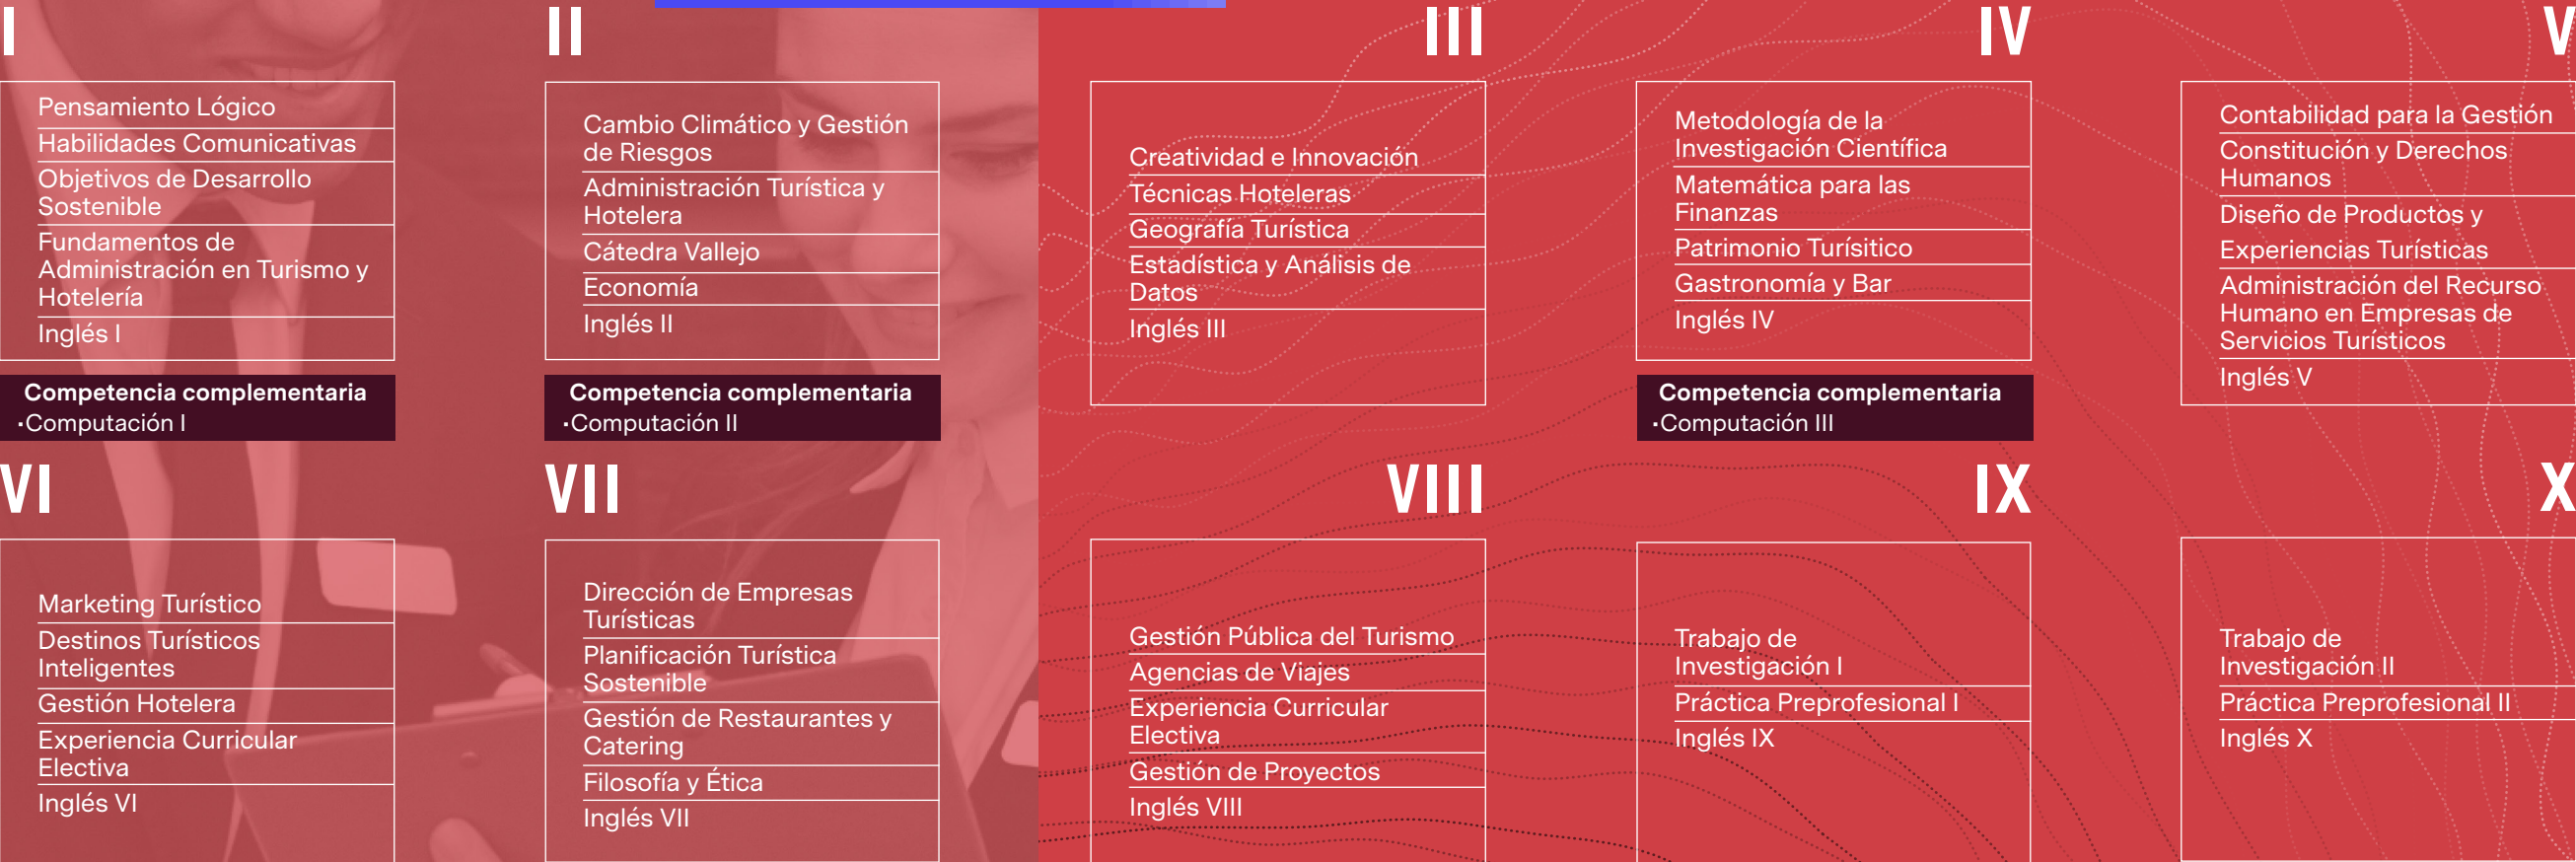 I
Pensamiento Lógico
Habilidades Comunicativas
Objetivos de Desarrollo
Sostenible
Fundamentos de
Administración en Turismo y
Hotelería
Inglés I
Competencia complementaria
·Computación I
II
Cambio Climático y Gestión
de Riesgos
Administración Turística y
Hotelera
Cátedra Vallejo
Economía
Inglés II
Competencia complementaria
·Computación II
III
Creatividad e Innovación
Técnicas Hoteleras
Geografía Turística
Estadística y Análisis de
Datos
Inglés III
IV
Metodología de la
Investigación Científica
Matemática para las
Finanzas
Patrimonio Turísitico
Gastronomía y Bar
Inglés IV
Competencia complementaria
·Computación III
V
Contabilidad para la Gestión
Constitución y Derechos
Humanos
Diseño de Productos y
Experiencias Turísticas
Administración del Recurso
Humano en Empresas de
Servicios Turísticos
Inglés V
VI
Marketing Turístico
Destinos Turísticos
Inteligentes
Gestión Hotelera
Experiencia Curricular
Electiva
Inglés VI
VII
Dirección de Empresas
Turísticas
Planificación Turística
Sostenible
Gestión de Restaurantes y
Catering
Filosofía y Ética
Inglés VII
VIII
Gestión Pública del Turismo
Agencias de Viajes
Experiencia Curricular
Electiva
Gestión de Proyectos
Inglés VIII
IX
Trabajo de
Investigación I
Práctica Preprofesional I
Inglés IX
X
Trabajo de
Investigación II
Práctica Preprofesional II
Inglés X